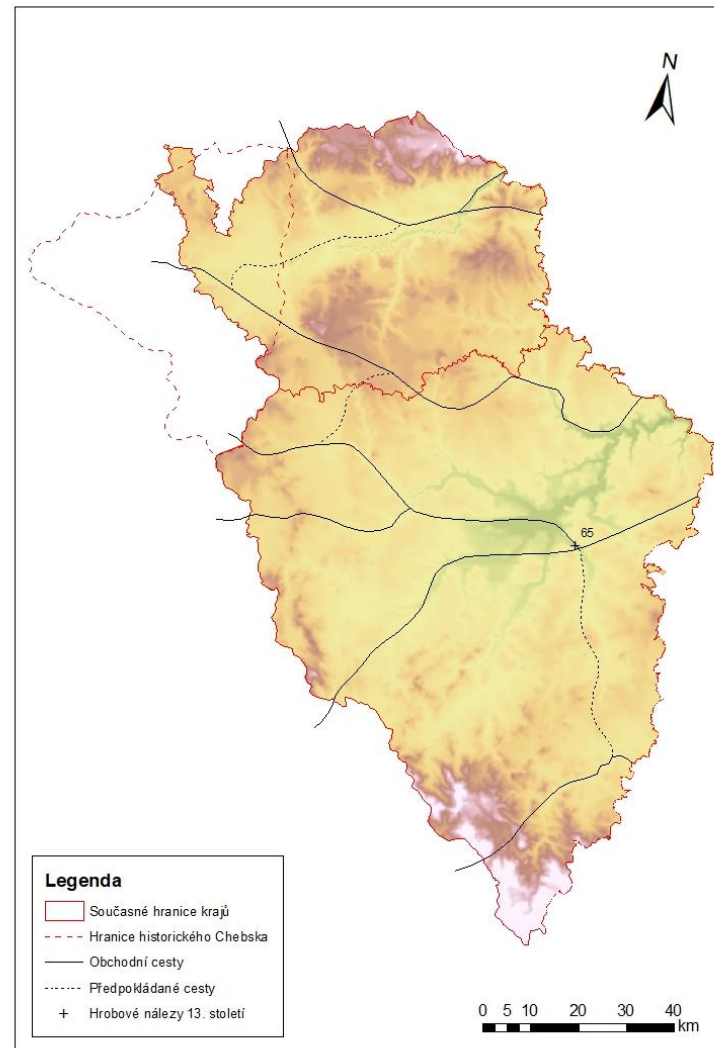 N
65
Legenda
Současné hranice krajů
Hranice historického Chebska
Obchodní cesty
Předpokládané cesty
Hrobové nálezy 13. století
0 5 10 20 30 40
km